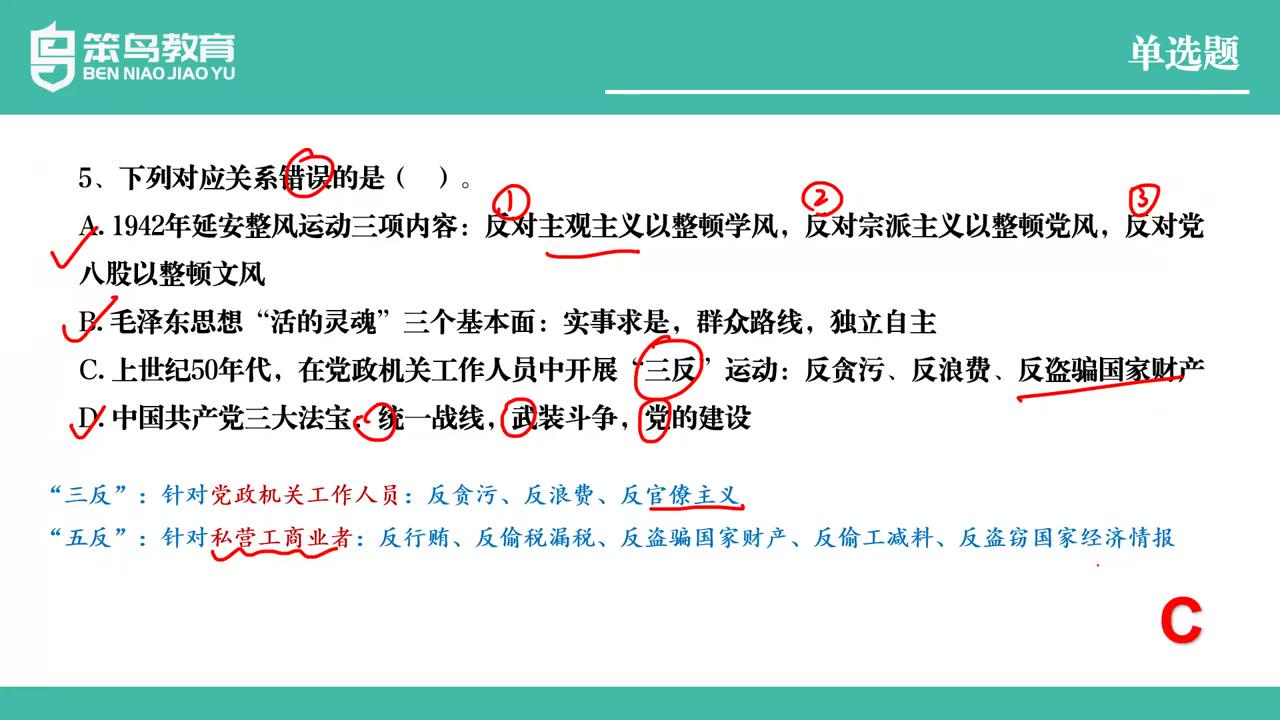 笨鸟教育
BEN NIAO JIAO YU
单选题
5、下列对应关系错误的是（ ）。
① ② ③
A. 1942年延安整风运动三项内容：反对主观主义以整顿学风，反对宗派主义以整顿党风，反对党
八股以整顿文风
B. 毛泽东思想“活的灵魂”三个基本面：实事求是，群众路线，独立自主
C. 上世纪50年代，在党政机关工作人员中开展“三反”运动：反贪污、反浪费、反盗骗国家财产
D. 中国共产党三大法宝：统一战线，武装斗争，党的建设
“三反”：针对党政机关工作人员：反贪污、反浪费、反官僚主义
“五反”：针对私营工商业者：反行贿、反偷税漏税、反盗骗国家财产、反偷工减料、反盗窃国家经济情报
C